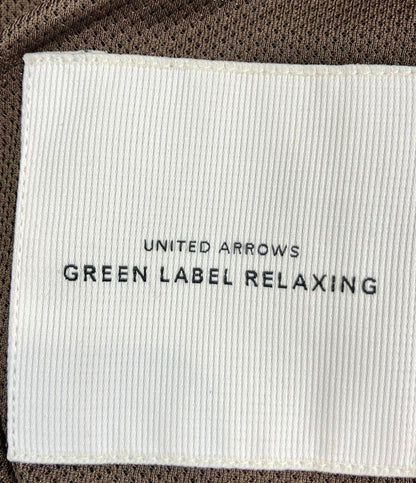 UNITED ARROWS
GREEN LABEL RELAXING